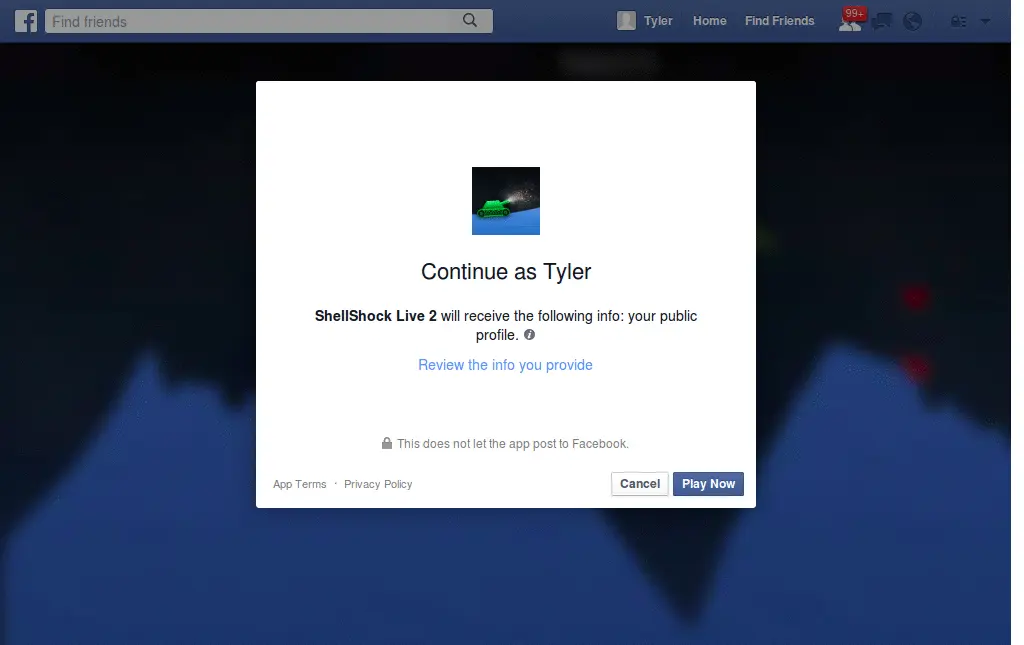 Find friends
Tyler
Home
Find Friends
99+
Continue as Tyler
ShellShock Live 2 will receive the following info: your public
profile.
Review the info you provide
This does not let the app post to Facebook.
App Terms · Privacy Policy
Cancel
Play Now